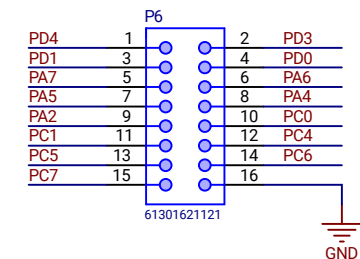 P6
PD4 1 2 PD3
PD1 3 4 PD0
PA7 5 6 PA6
PA5 7 8 PA4
PA2 9 10 PC0
PC1 11 12 PC4
PC5 13 14 PC6
PC7 15 16
61301621121
GND